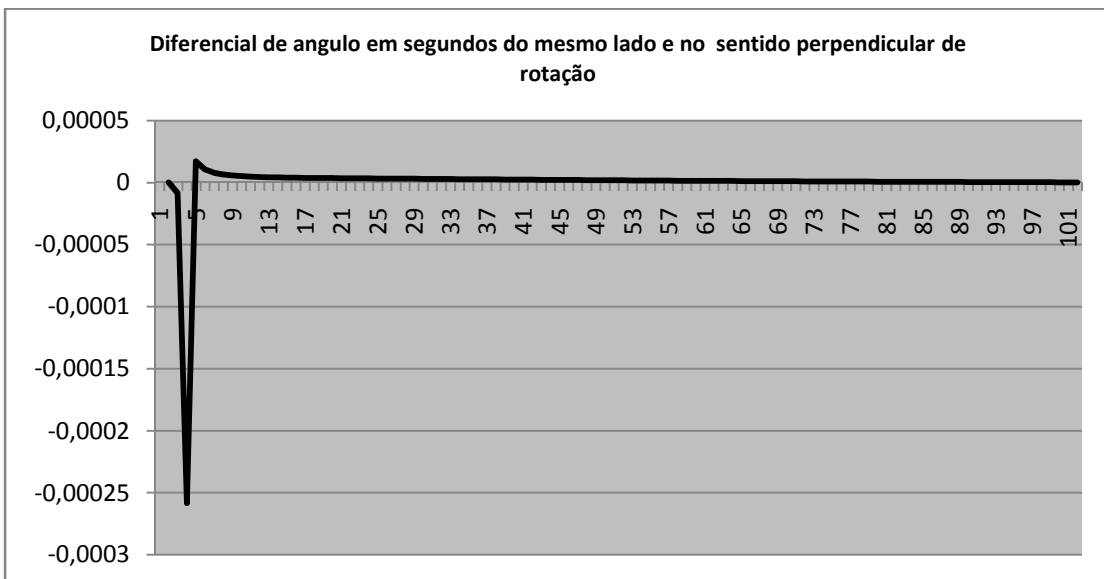 Diferencial de angulo em segundos do mesmo lado e no sentido perpendicular de
rotação
0,00005
0
-0,00005
-0,0001
-0,00015
-0,0002
-0,00025
-0,0003
1 5 9 13 17 21 25 29 33 37 41 45 49 53 57 61 65 69 73 77 81 85 89 93 97 101